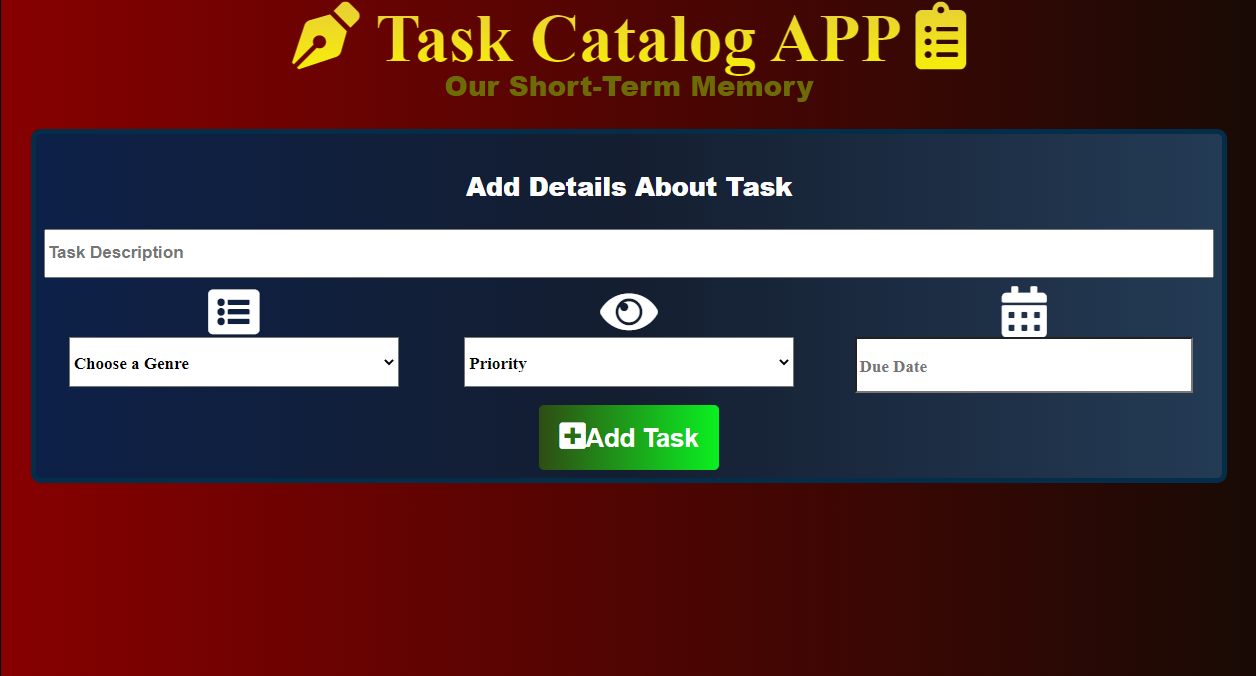 Task Catalog APP
Our Short-Term Memory
Add Details About Task
Task Description
Choose a Genre
Priority
Due Date
Add Task